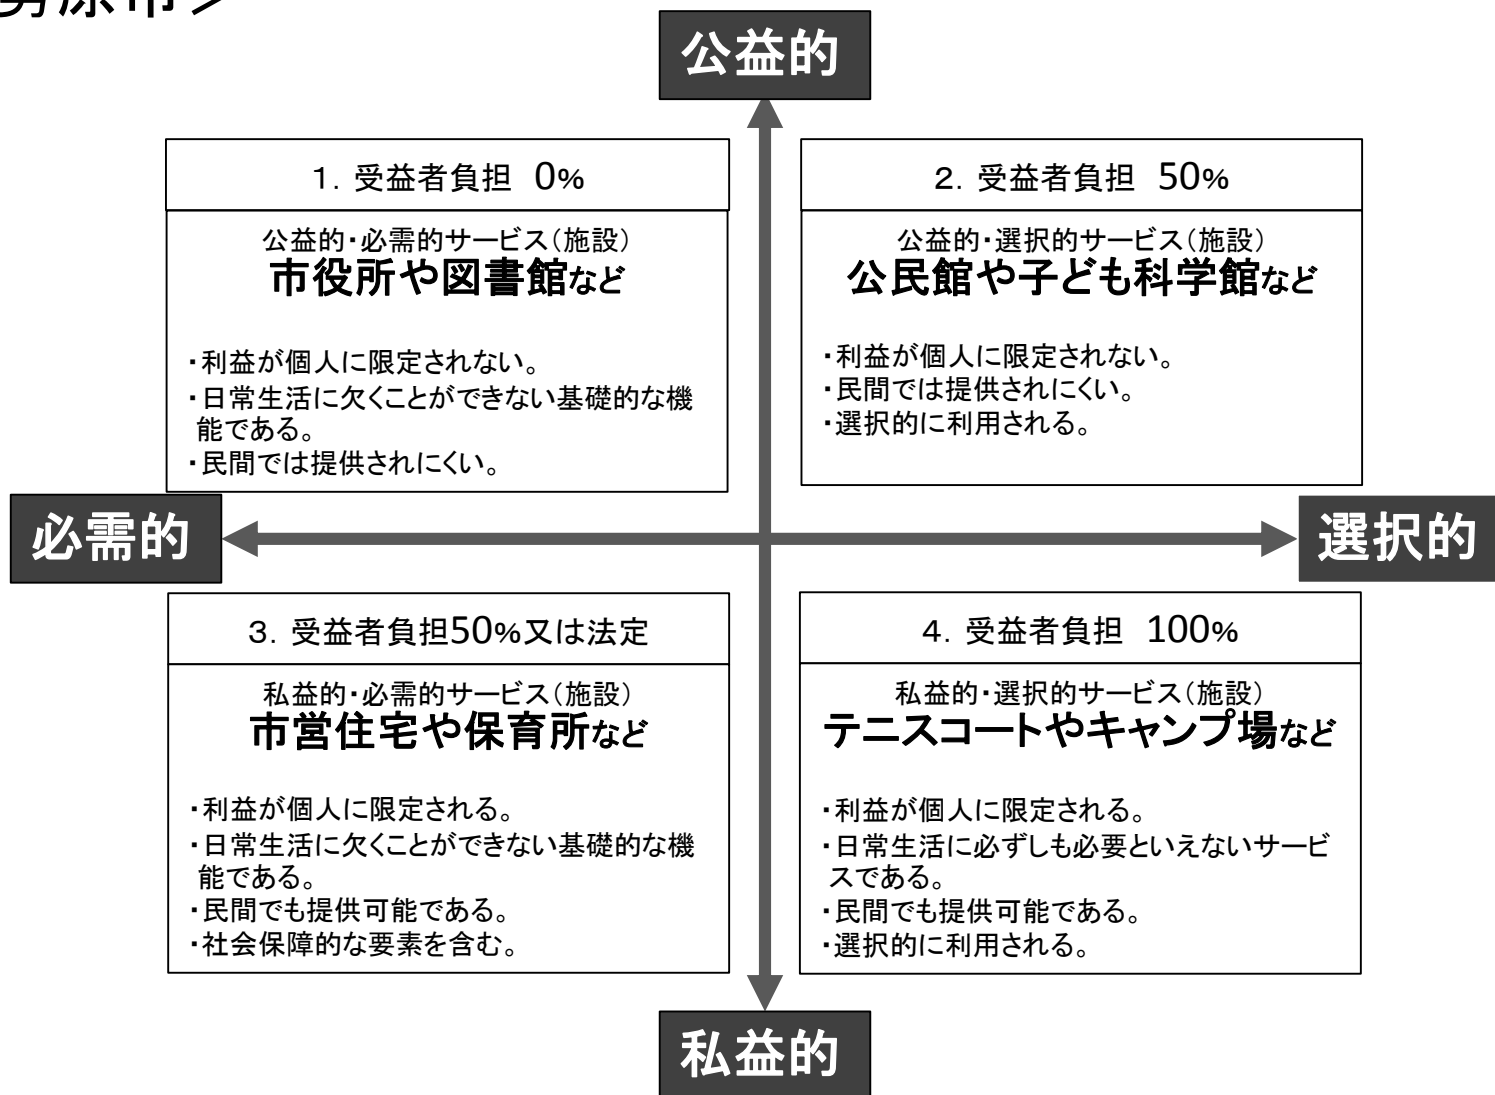 公益的
1. 受益者負担 0%
公益的・必需的サービス(施設)
市役所や図書館など
・利益が個人に限定されない。
・日常生活に欠くことができない基礎的な機
能である。
・民間では提供されにくい。
2. 受益者負担 50%
公益的・選択的サービス(施設)
公民館や子ども科学館など
・利益が個人に限定されない。
・民間では提供されにくい。
・選択的に利用される。
必需的
選択的
3. 受益者負担50%又は法定
私益的・必需的サービス(施設)
市営住宅や保育所など
・利益が個人に限定される。
・日常生活に欠くことができない基礎的な機
能である。
・民間でも提供可能である。
・社会保障的な要素を含む。
4. 受益者負担 100%
私益的・選択的サービス(施設)
テニスコートやキャンプ場など
・利益が個人に限定される。
・日常生活に必ずしも必要といえないサービ
スである。
・民間でも提供可能である。
・選択的に利用される。
私益的